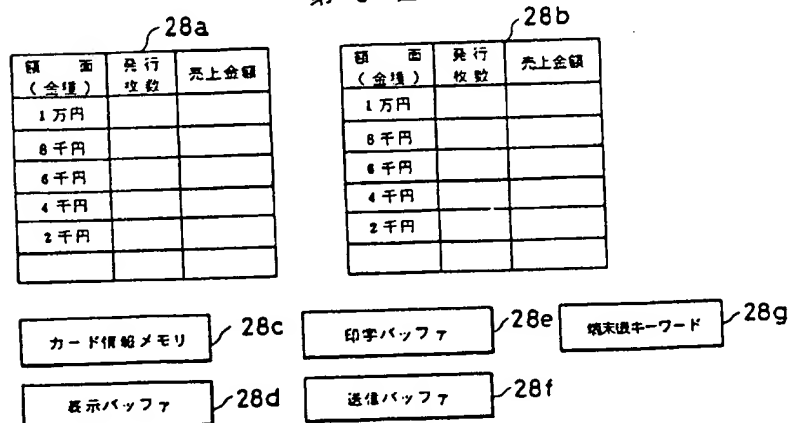 28a
額面 発行 売上金額
(金種) 枚数
1万円
8千円
6千円
4千円
2千円
28b
額面 発行 売上金額
(金種) 枚数
1万円
8千円
6千円
4千円
2千円
カード情報メモリ 28c
印字バッファ 28e
端末機キーワード 28g
表示バッファ 28d
送信バッファ 28f